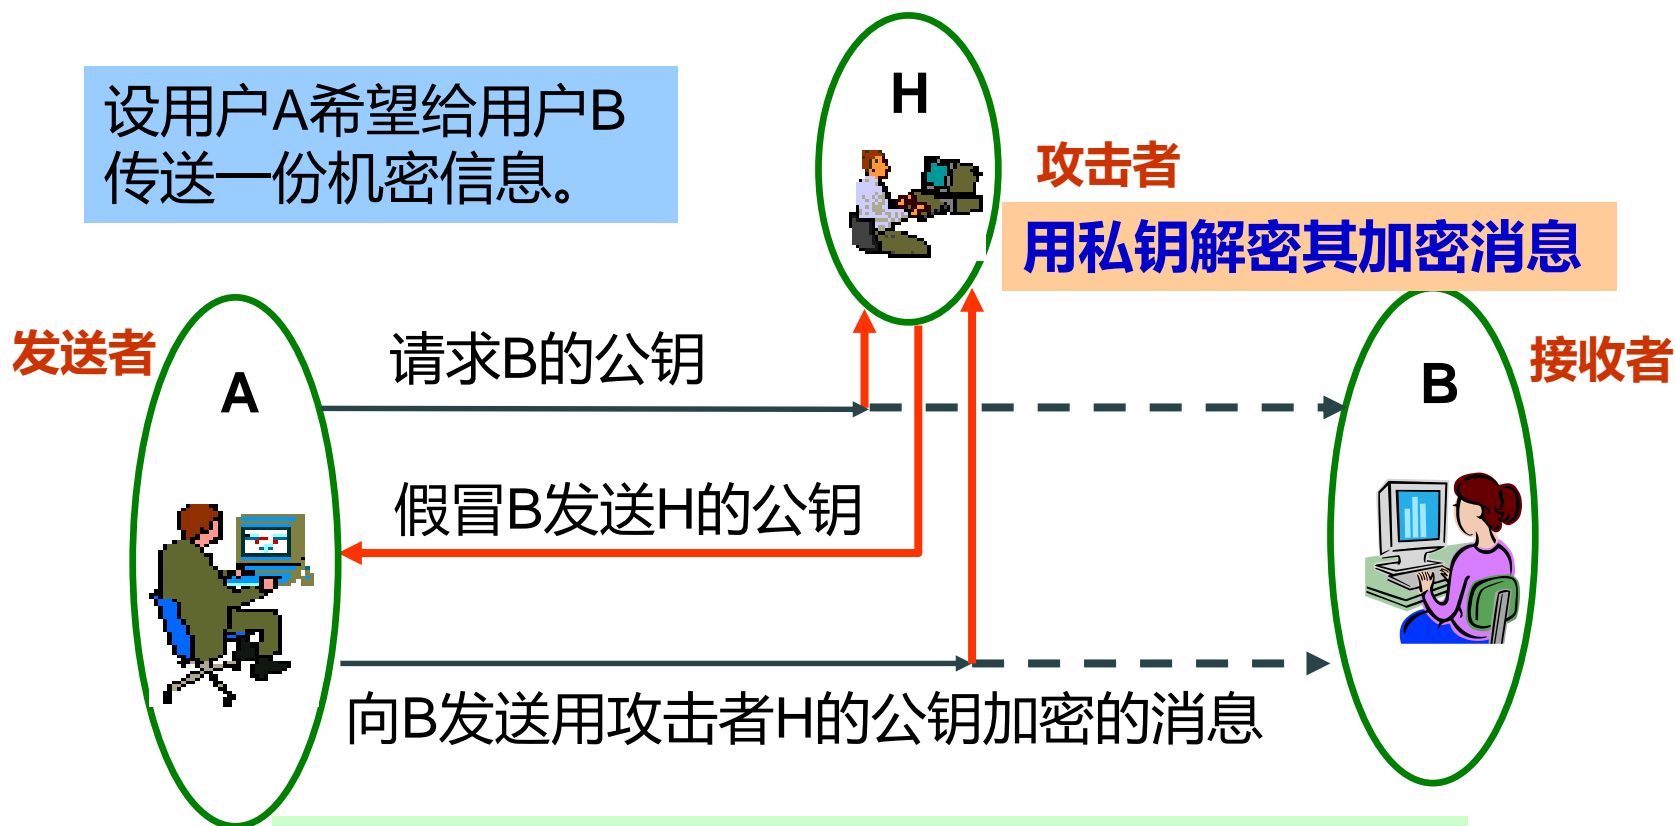 设用户A希望给用户B
传送一份机密信息。
H
攻击者
用私钥解密其加密消息
发送者
A
请求B的公钥
B
接收者
假冒B发送H的公钥
向B发送用攻击者H的公钥加密的消息